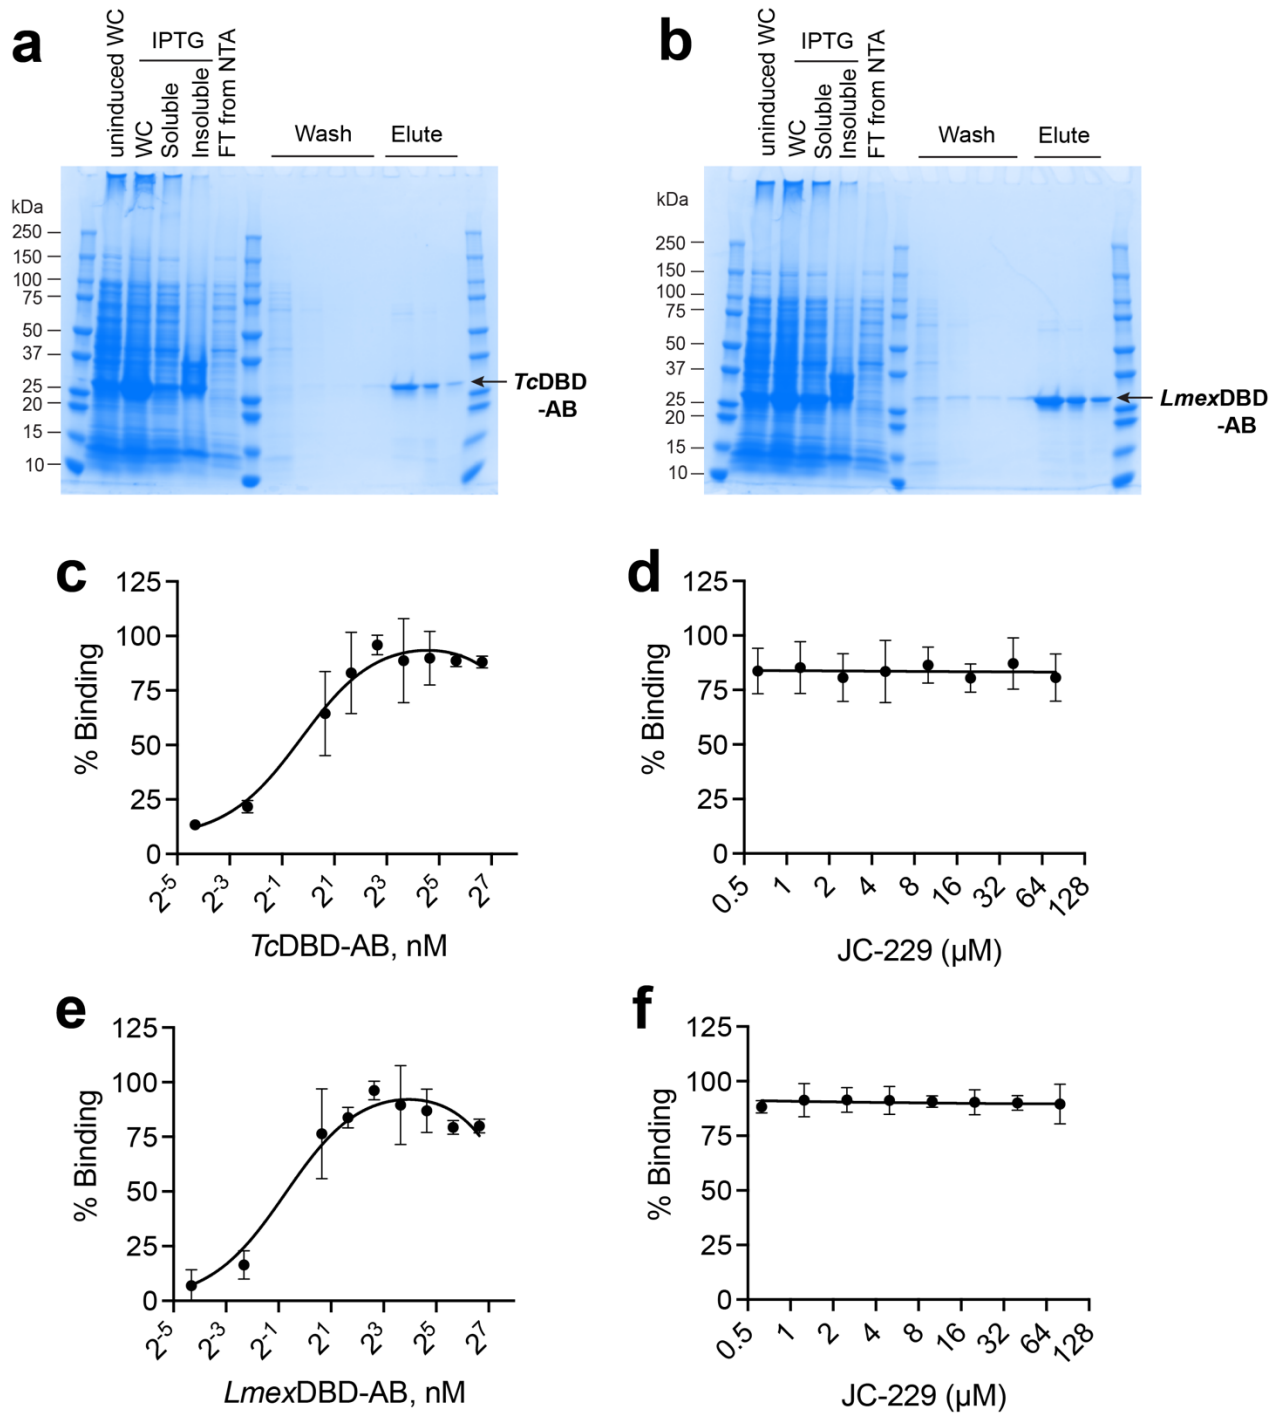 a
uninduced WC
IPTG
WC
Soluble
Insoluble
FT from NTA
Wash
Elute
kDa
250
150
100
75
50
37
25
20
15
10
TcDBD
-AB
b
uninduced WC
IPTG
WC
Soluble
Insoluble
FT from NTA
Wash
Elute
kDa
250
150
100
75
50
37
25
20
15
10
LmexDBD
-AB
c
% Binding
125
100
75
50
25
0
2-5
2-3
2-1
21
23
25
27
TcDBD-AB, nM
d
% Binding
125
100
75
50
25
0
0.5
1
2
4
8
16
32
64
128
JC-229 (µM)
e
% Binding
125
100
75
50
25
0
2-5
2-3
2-1
21
23
25
27
LmexDBD-AB, nM
f
% Binding
125
100
75
50
25
0
0.5
1
2
4
8
16
32
64
128
JC-229 (µM)